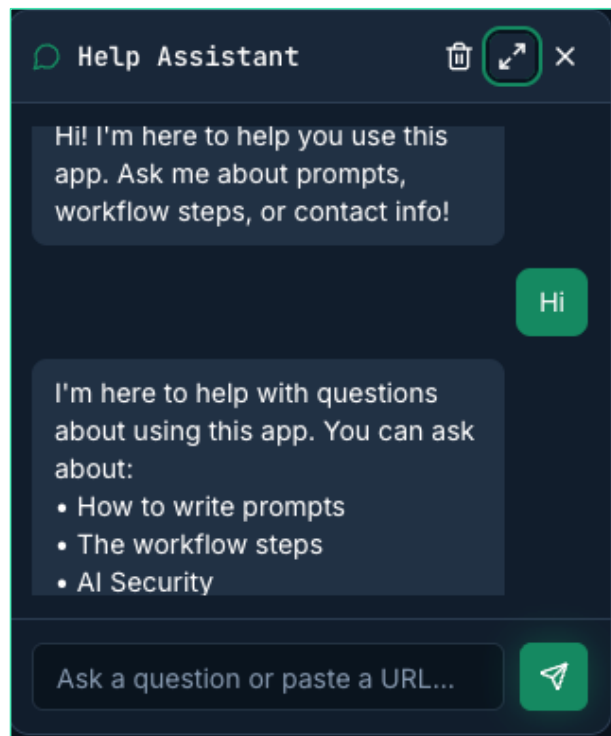 Help Assistant
Hi! I'm here to help you use this
app. Ask me about prompts,
workflow steps, or contact info!
Hi
I'm here to help with questions
about using this app. You can ask
about:
• How to write prompts
• The workflow steps
• AI Security
Ask a question or paste a URL...